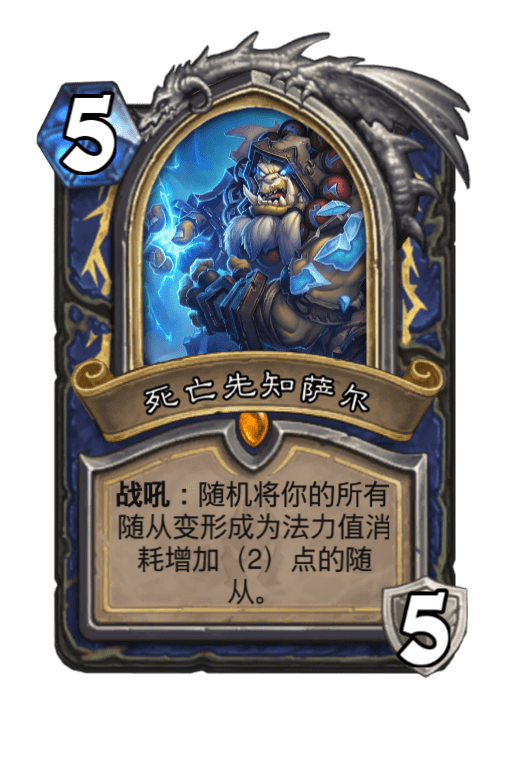 5
死亡先知萨尔
战吼：随机将你的所有
随从变形成为法力值消
耗增加（2）点的随
从。
5